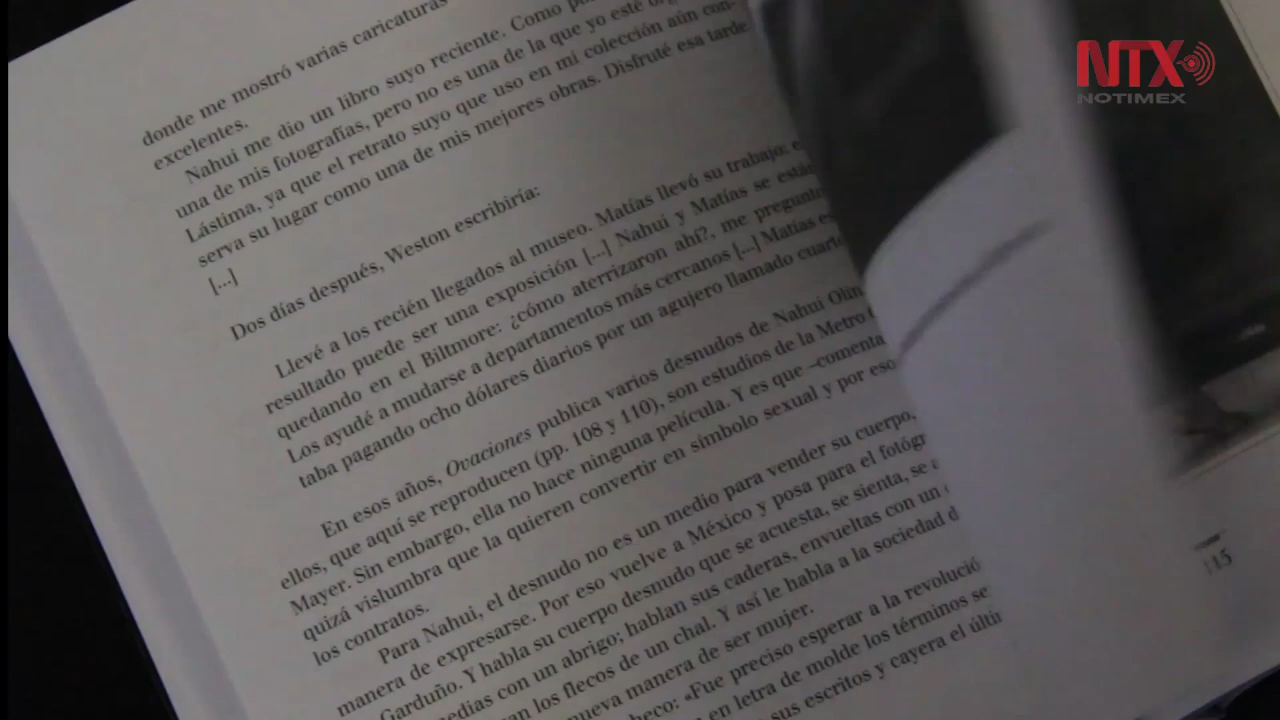 donde me mostró varias caricaturas
excelentes.
Nahui me dio un libro suyo reciente. Como
una de mis fotografías, pero no es una de la que yo esté
Lástima, ya que el retrato suyo que uso en mi colección aún con-
serva su lugar como una de mis mejores obras. Disfruté esa tarde
[...]
Dos días después, Weston escribiría:
Llevé a los recién llegados al museo. Matías llevó su trabajo:
resultado puede ser una exposición [...] Nahui y Matías se
quedando en el Biltmore: ¿cómo aterrizaron ahí?, me
Los ayudé a mudarse a departamentos más cercanos [...] Matías
taba pagando ocho dólares diarios por un agujero llamado
En esos años, Ovaciones publica varios desnudos de Nahui
ellos, que aquí se reproducen (pp. 108 y 110), son estudios de la Metro
Mayer. Sin embargo, ella no hace ninguna película. Y es que –comenta
quizá vislumbra que la quieren convertir en símbolo sexual y por eso
los contratos.
Para Nahui, el desnudo no es un medio para vender su cuerpo,
manera de expresarse. Por eso vuelve a México y posa para el
Garduño. Y habla su cuerpo desnudo que se acuesta, se sienta, se
con un abrigo; hablan sus caderas, envueltas con un
los flecos de un chal. Y así le habla a la sociedad
manera de ser mujer.
«Fue preciso esperar a la
en letra de molde los términos se
sus escritos y cayera el
115
NTX
NOTIMEX